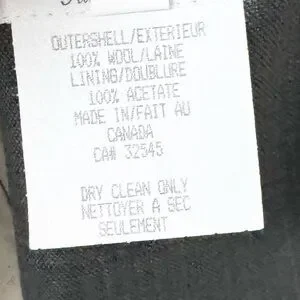 OUTERSHELL/EXTERIEUR
100% WOOL/LAINE
LINING/DOUBLURE
100% ACETATE
MADE IN/FAIT AU
CANADA
CA# 32545
DRY CLEAN ONLY
NETTOYER A SEC
SEULEMENT